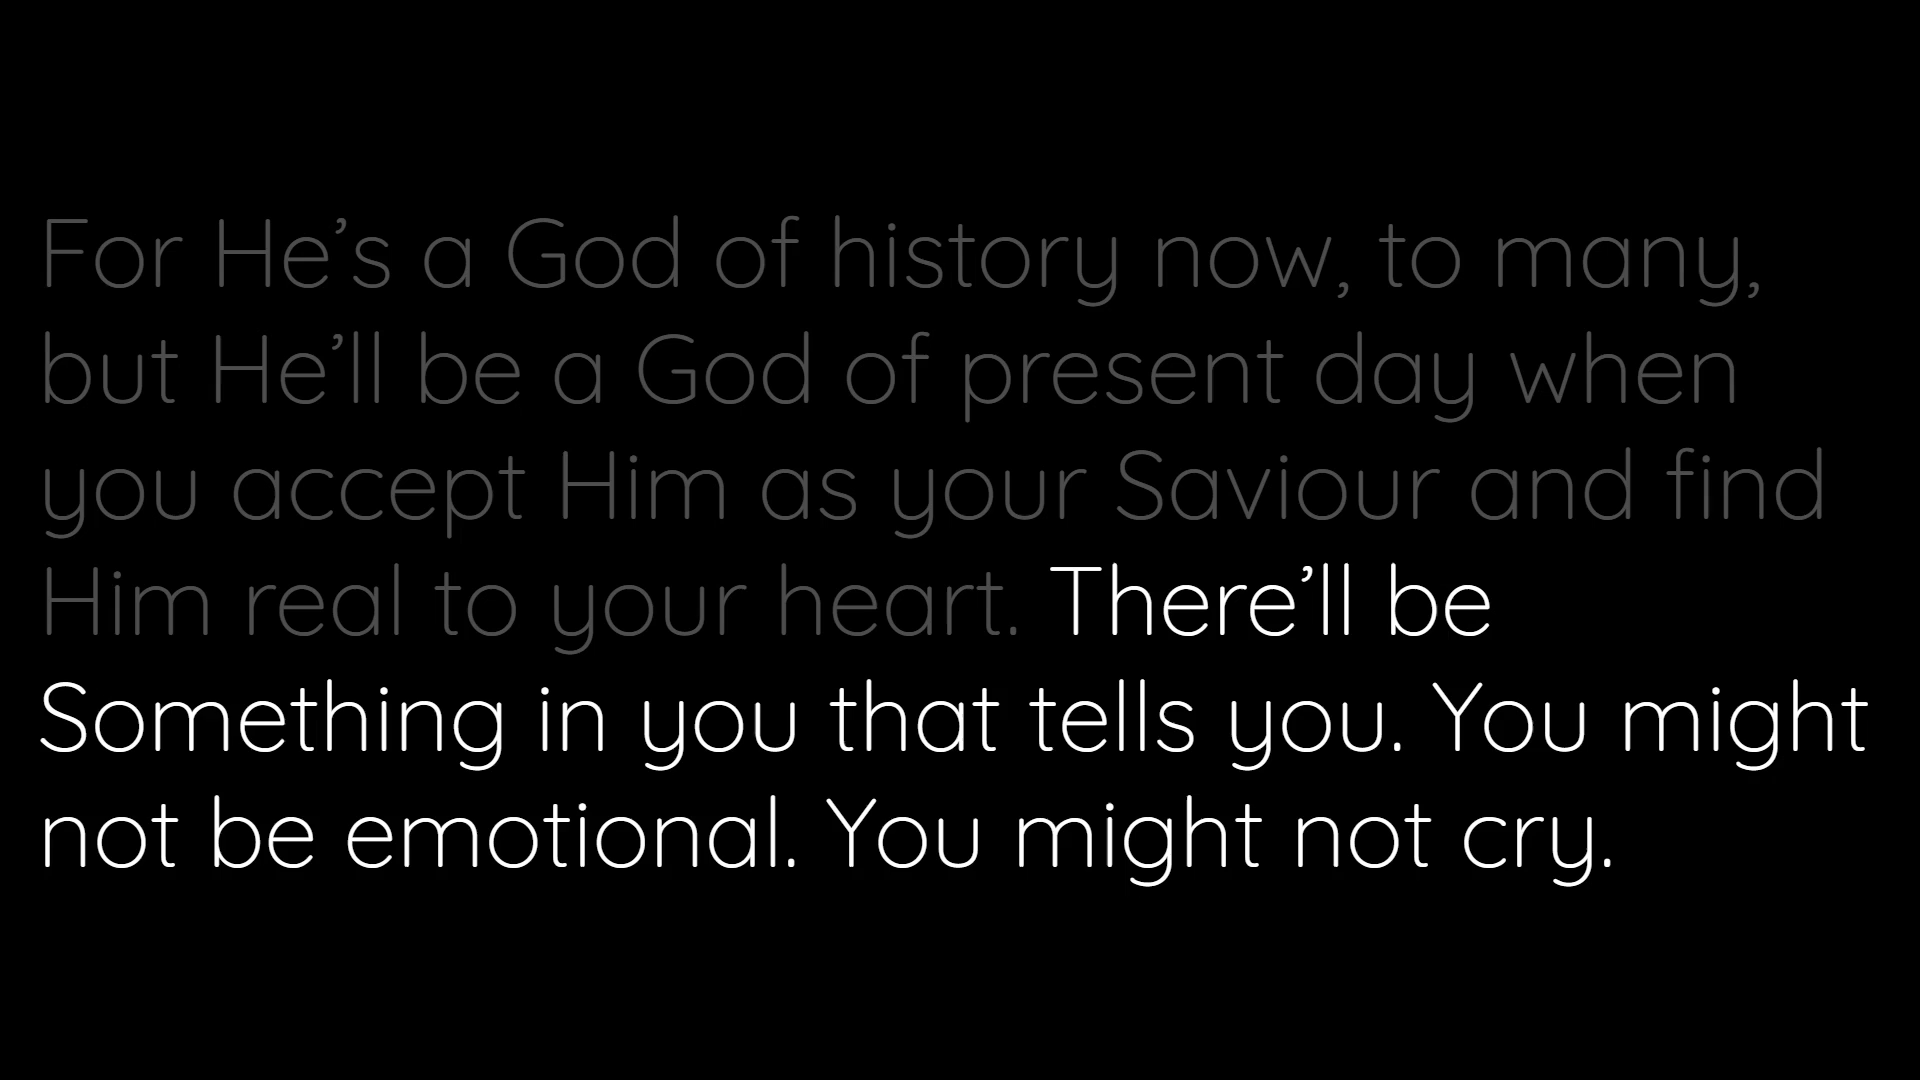 For He’s a God of history now, to many,
but He’ll be a God of present day when
you accept Him as your Saviour and find
Him real to your heart. There’ll be
Something in you that tells you. You might
not be emotional. You might not cry.